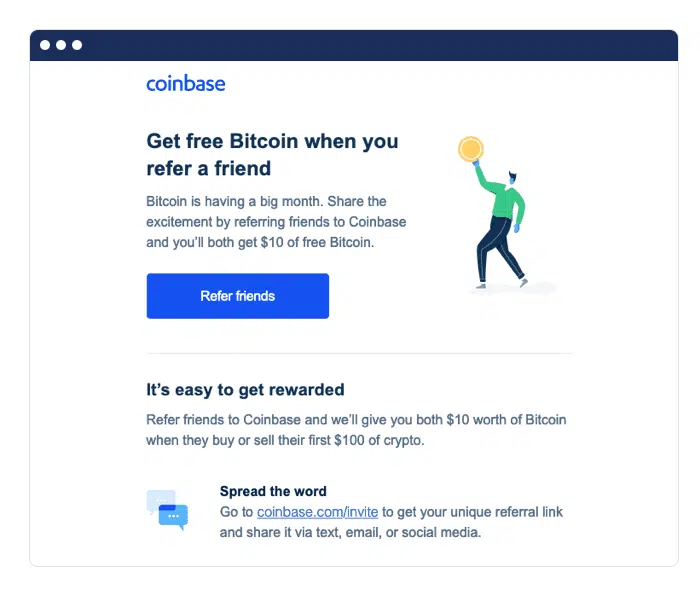 coinbase
Get free Bitcoin when you
refer a friend
Bitcoin is having a big month. Share the
excitement by referring friends to Coinbase
and you’ll both get $10 of free Bitcoin.
Refer friends
It’s easy to get rewarded
Refer friends to Coinbase and we’ll give you both $10 worth of Bitcoin
when they buy or sell their first $100 of crypto.
Spread the word
Go to coinbase.com/invite to get your unique referral link
and share it via text, email, or social media.